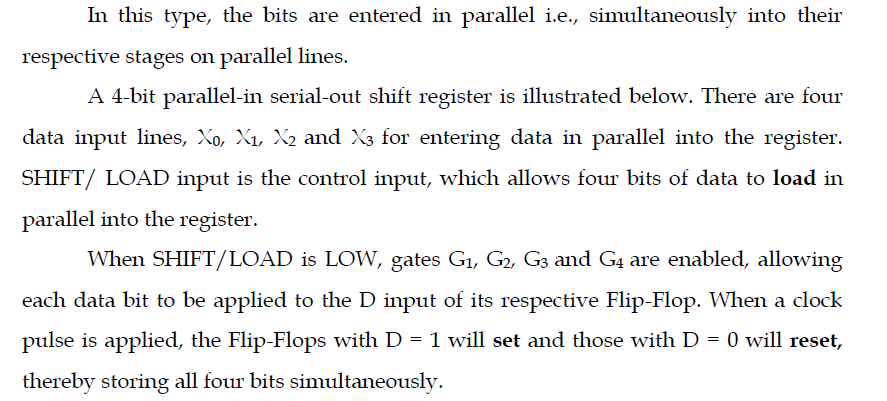 In this type, the bits are entered in parallel i.e., simultaneously into their
respective stages on parallel lines.
A 4-bit parallel-in serial-out shift register is illustrated below. There are four
data input lines, X0, X1, X2 and X3 for entering data in parallel into the register.
SHIFT/ LOAD input is the control input, which allows four bits of data to load in
parallel into the register.
When SHIFT/LOAD is LOW, gates G1, G2, G3 and G4 are enabled, allowing
each data bit to be applied to the D input of its respective Flip-Flop. When a clock
pulse is applied, the Flip-Flops with D = 1 will set and those with D = 0 will reset,
thereby storing all four bits simultaneously.